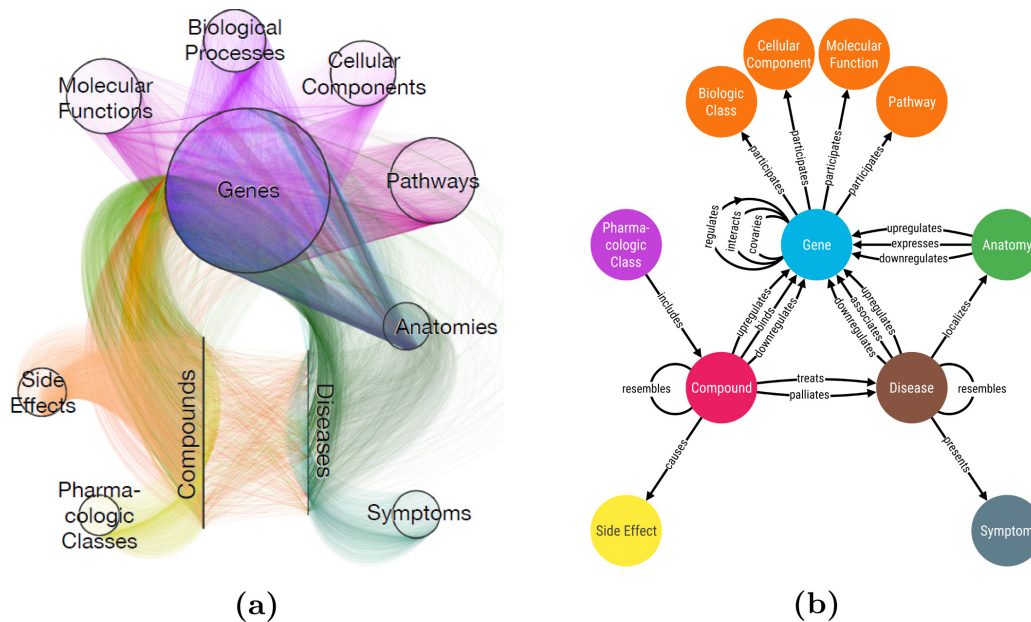 Biological
Processes
Cellular
Components
Molecular
Functions
Genes
Pathways
Anatomies
Side
Effects
Compounds
Diseases
Pharma-
cologic
Classes
Symptoms
(a)
Cellular
Component
Molecular
Function
Biologic
Class
Pathway
participates
participates
participates
participates
regulates
interacts
covaries
Pharma-
cologic
Class
Gene
upregulates
expresses
downregulates
Anatomy
includes
upregulates
binds
downregulates
upregulates
associates
downregulates
localizes
resembles
Compound
treats
palliates
Disease
resembles
causes
presents
Side Effect
Symptom
(b)